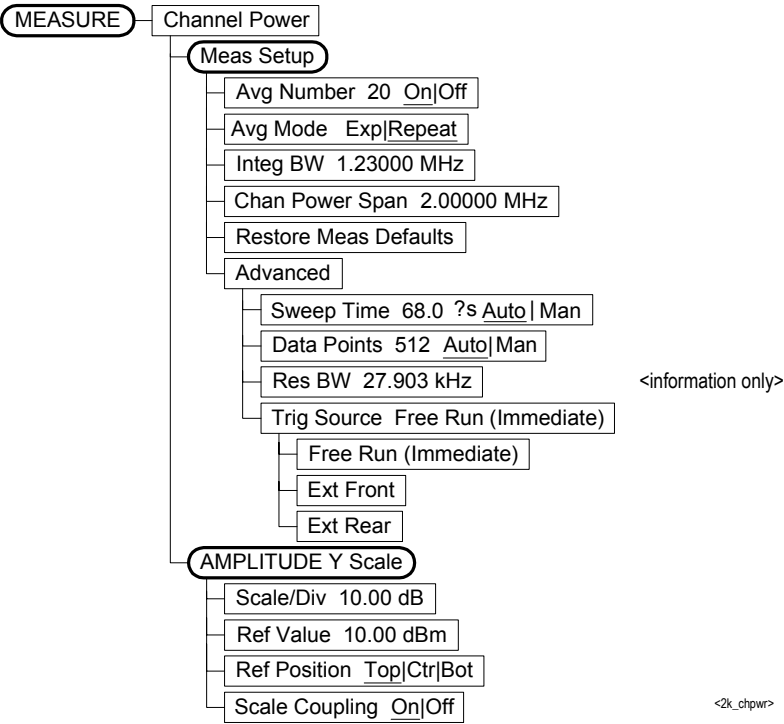 MEASURE Channel Power
Meas Setup
Avg Number 20 On|Off
Avg Mode Exp|Repeat
Integ BW 1.23000 MHz
Chan Power Span 2.00000 MHz
Restore Meas Defaults
Advanced
Sweep Time 68.0 ?s Auto | Man
Data Points 512 Auto|Man
Res BW 27.903 kHz <information only>
Trig Source Free Run (Immediate)
Free Run (Immediate)
Ext Front
Ext Rear
AMPLITUDE Y Scale
Scale/Div 10.00 dB
Ref Value 10.00 dBm
Ref Position Top|Ctr|Bot
Scale Coupling On|Off <2k_chpwr>